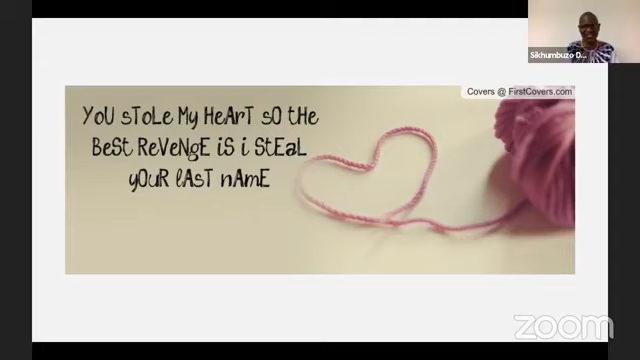 Sikhumbuzo D...
Covers @ FirstCovers.com
YoU sToLe My HeArT sO tHe
BeSt ReVeNgE iS i StEaL
yOuR lAsT nAmE
zoom